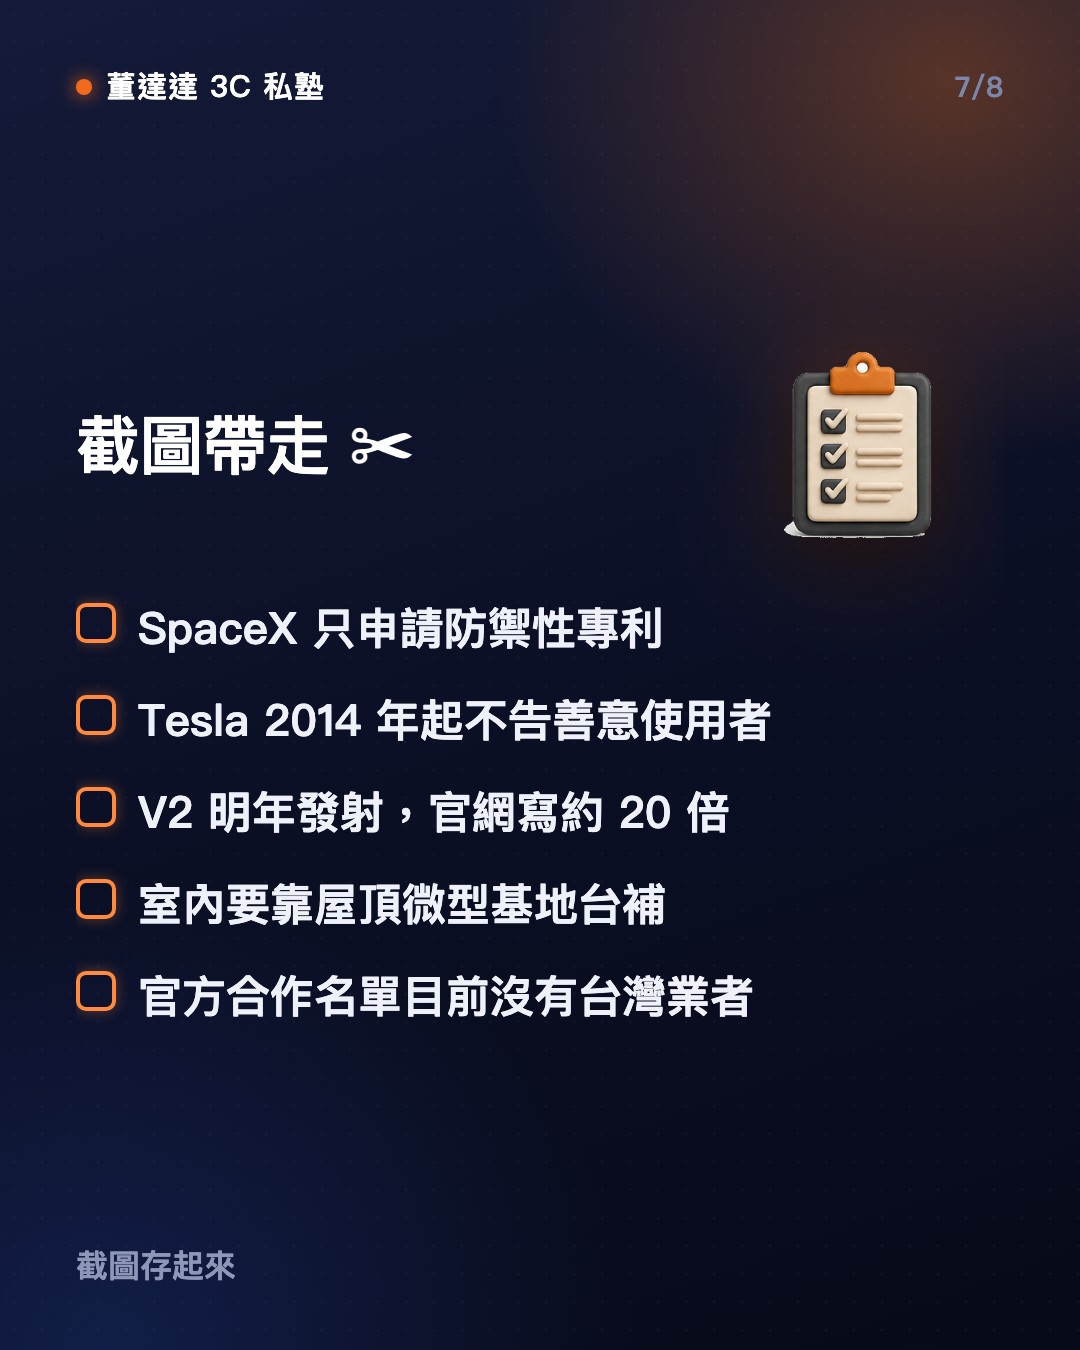 董達達 3C 私塾
7/8
截圖帶走 ✂
SpaceX 只申請防禦性專利
Tesla 2014 年起不告善意使用者
V2 明年發射，官網寫約 20 倍
室內要靠屋頂微型基地台補
官方合作名單目前沒有台灣業者
截圖存起來